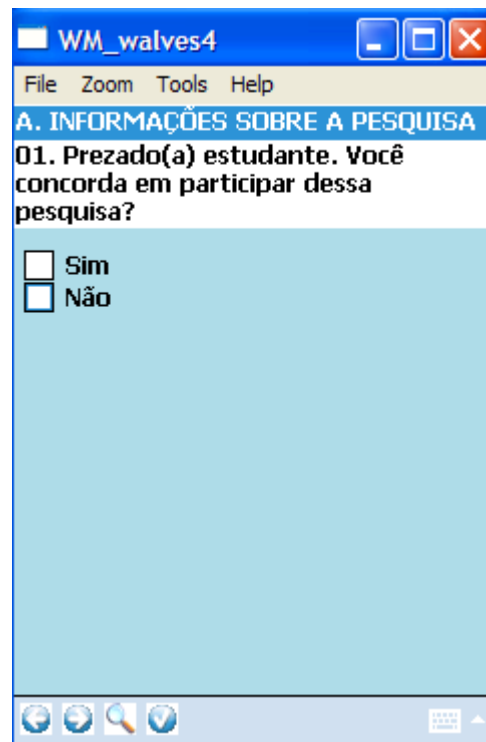 WM_walves4
File Zoom Tools Help
A. INFORMAÇÕES SOBRE A PESQUISA
01. Prezado(a) estudante. Você
concorda em participar dessa
pesquisa?
Sim
Não